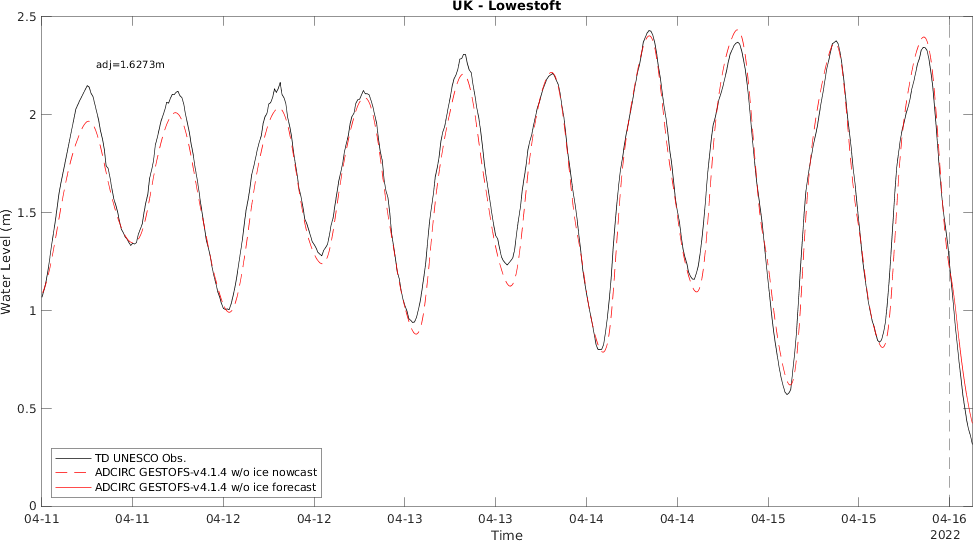 UK - Lowestoft
adj=1.6273m
Water Level (m)
2.5
2
1.5
1
0.5
0
TD UNESCO Obs.
ADCIRC GESTOFS-v4.1.4 w/o ice nowcast
ADCIRC GESTOFS-v4.1.4 w/o ice forecast
04-11 04-11 04-12 04-12 04-13 04-13 04-14 04-14 04-15 04-15 04-16
2022
Time